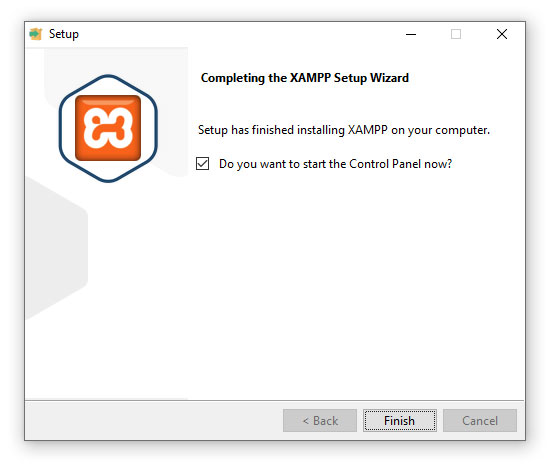 Setup
Completing the XAMPP Setup Wizard
Setup has finished installing XAMPP on your computer.
Do you want to start the Control Panel now?
< Back
Finish
Cancel